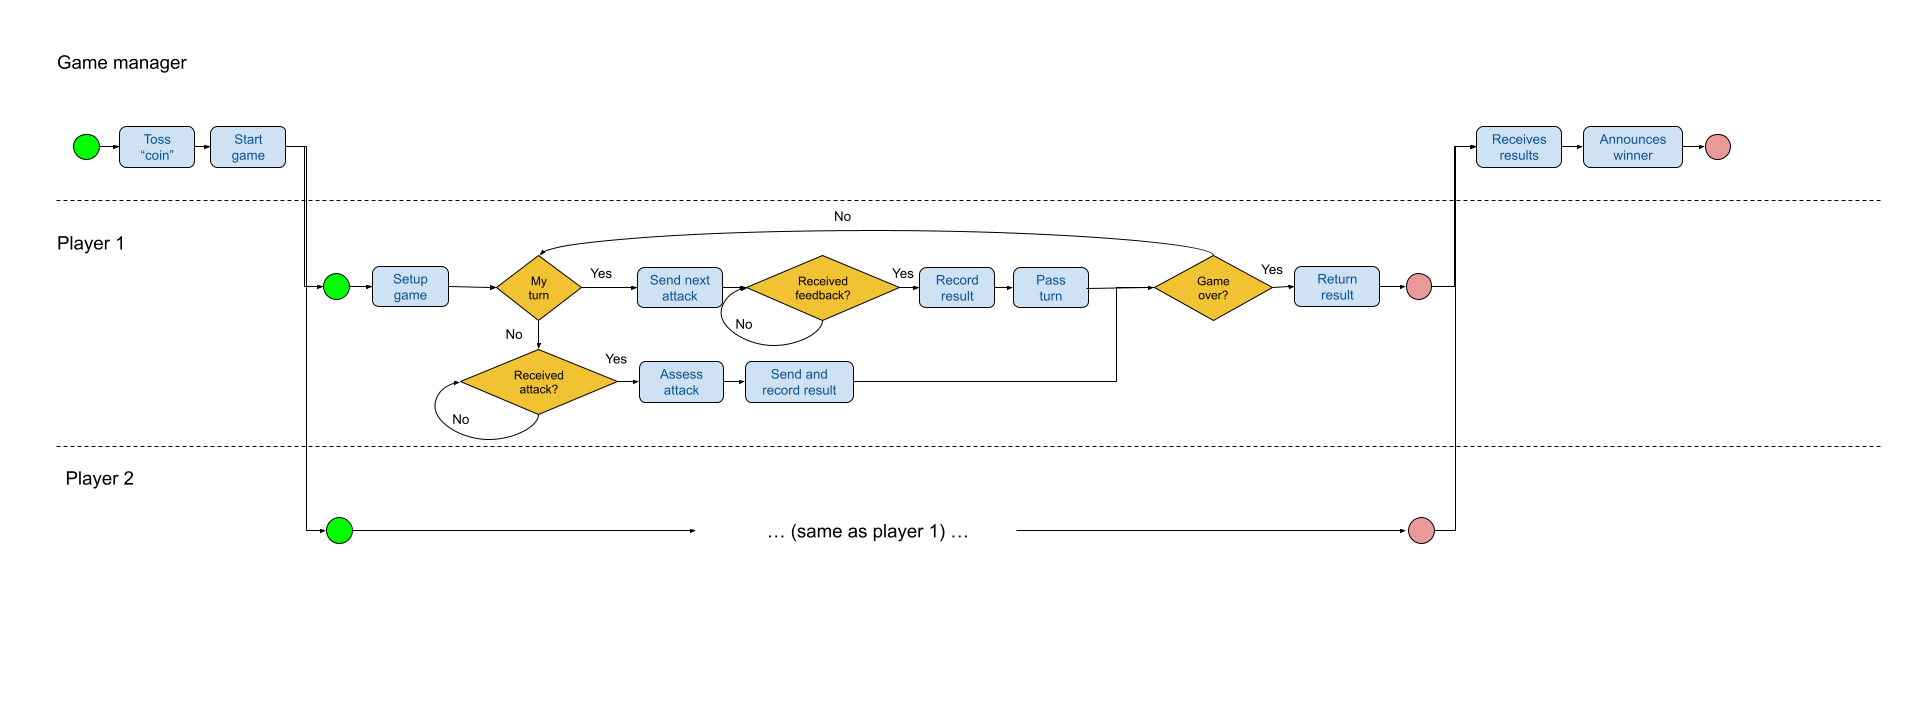 Game manager
Toss
“coin”
Start
game
Receives
results
Announces
winner
No
Player 1
Setup
game
My
turn
Yes
Send next
attack
Received
feedback?
Yes
Record
result
Pass
turn
Game
over?
Yes
Return
result
No
No
Received
attack?
Yes
Assess
attack
Send and
record result
No
Player 2
… (same as player 1) …